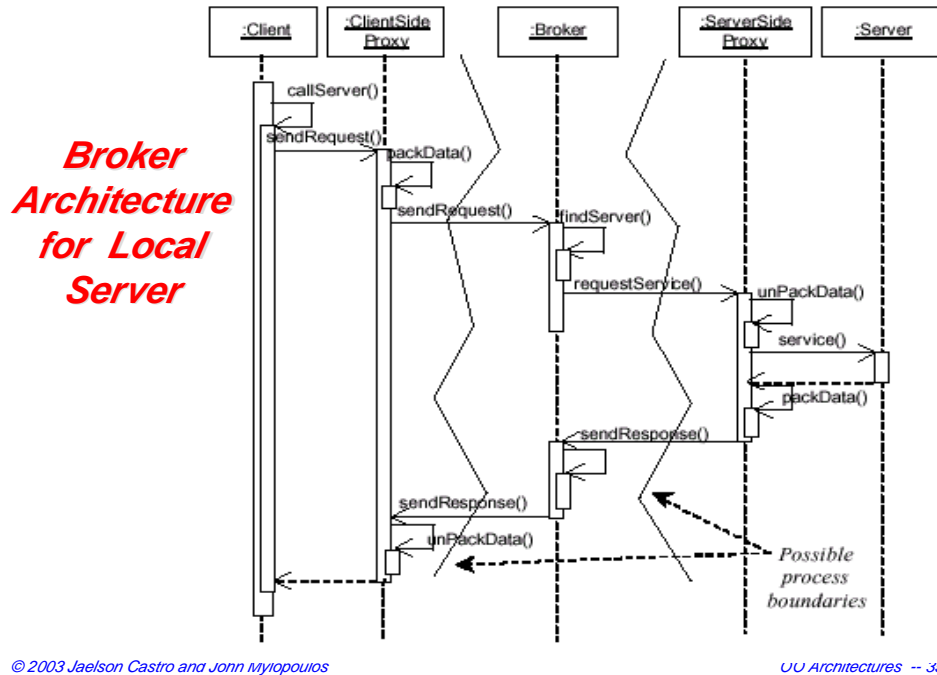 :Client
:ClientSide
Proxy
:Broker
:ServerSide
Proxy
:Server
callServer()
sendRequest()
packData()
Broker
Architecture
for Local
Server
sendRequest()
findServer()
requestService()
unPackData()
service()
packData()
sendResponse()
sendResponse()
unPackData()
Possible
process
boundaries
© 2003 Jaelson Castro and John Mylopoulos
OO Architectures --